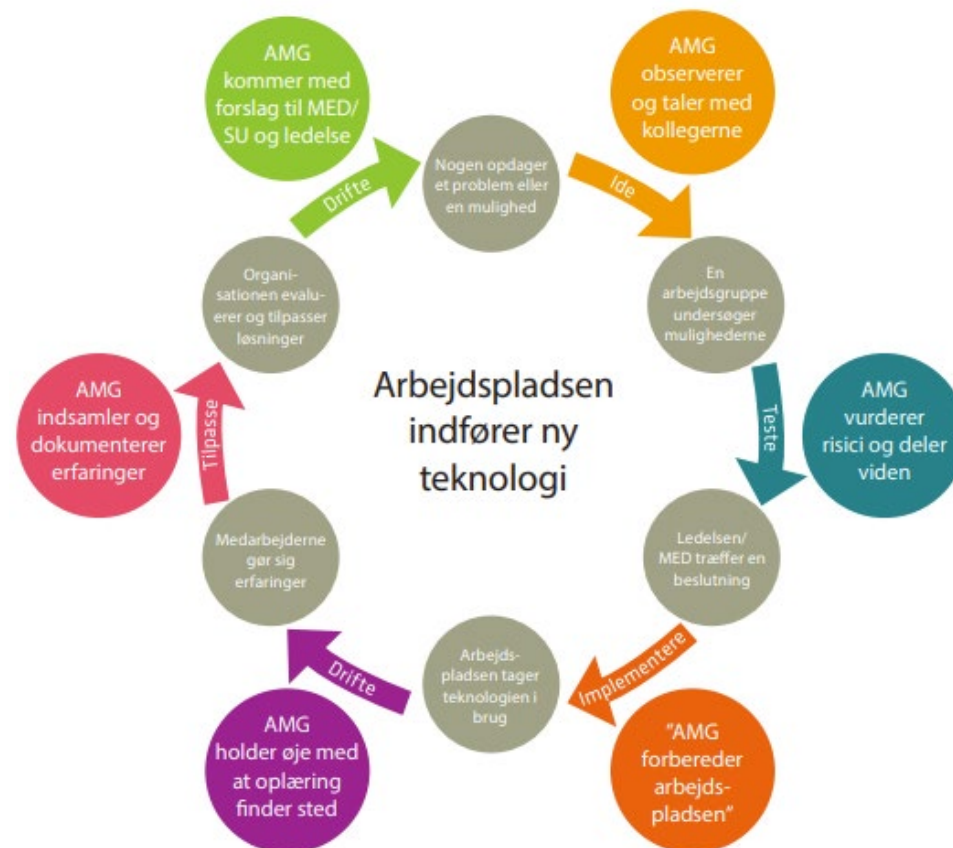 AMG
kommer med
forslag til MED/
SU og ledelse
Drifte
Nogen opdager
et problem eller
en mulighed
Ide
AMG
observerer
og taler med
kollegerne
En
arbejdsgruppe
undersøger
mulighederne
Teste
AMG
vurderer
risici og deler
viden
Ledelsen/
MED træffer en
beslutning
Implementere
"AMG
forbereder
arbejds-
pladsen"
Arbejds-
pladsen tager
teknologien i
brug
Drifte
AMG
holder øje med
at oplæring
finder sted
Medarbejderne
gør sig
erfaringer
Tilpasse
AMG
indsamler og
dokumenterer
erfaringer
Organi-
sationen evalu-
erer og tilpasser
løsninger
Arbejdspladsen
indfører ny
teknologi